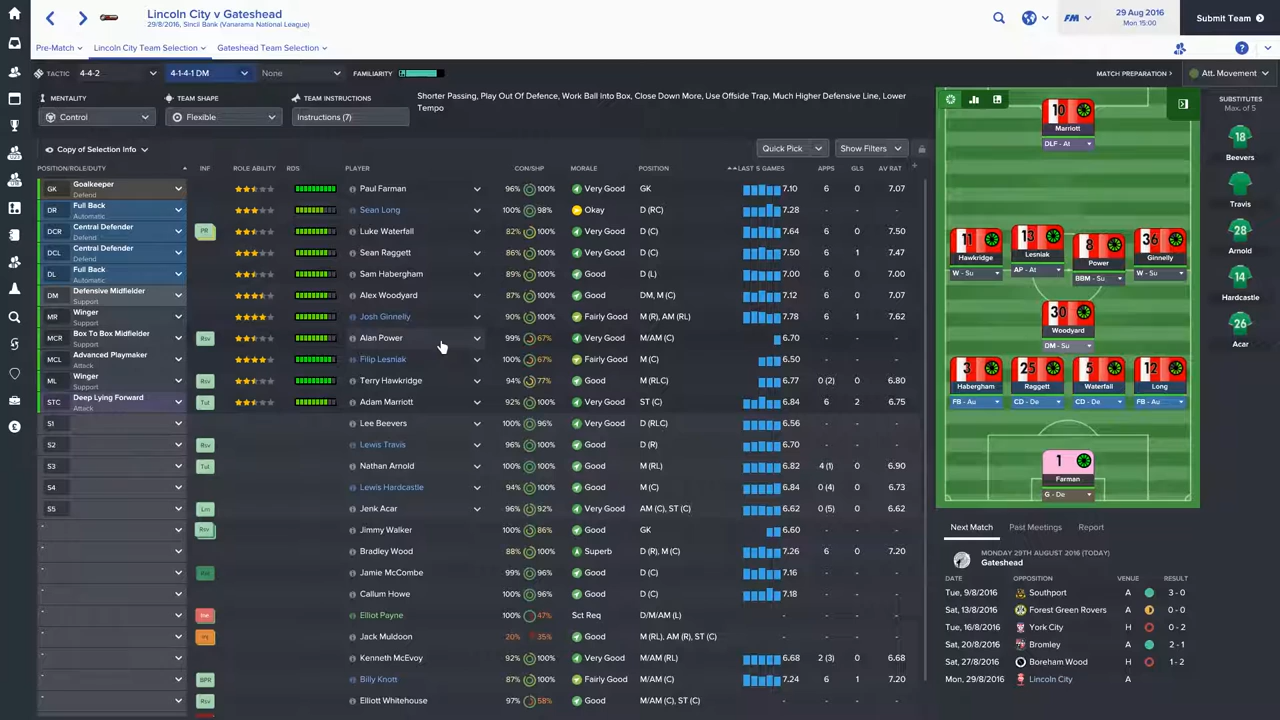 Lincoln City v Gateshead
29/8/2016, Sincil Bank (Vanarama National League)
FM
29 Aug 2016
Mon 15:00
Submit Team
Pre-Match
Lincoln City Team Selection
Gateshead Team Selection
?
TACTIC 4-4-2 4-1-4-1 DM None FAMILIARITY
MATCH PREPARATION > Att. Movement
MENTALITY TEAM SHAPE TEAM INSTRUCTIONS
Control Flexible Instructions (7)
Shorter Passing, Play Out Of Defence, Work Ball Into Box, Close Down More, Use Offside Trap, Much Higher Defensive Line, Lower
Tempo
Copy of Selection Info
Quick Pick Show Filters
POSITION/ROLE/DUTY INF ROLE ABILITY RDS PLAYER CON/SHP MORALE POSITION LAST 5 GAMES APPS GLS AV RAT
GK Goalkeeper Defend Paul Farman 96% 100% Very Good GK 7.10 6 0 7.07
DR Full Back Automatic Sean Long 100% 98% Okay D (RC) 7.28 - - -
DCR Central Defender Defend PR Luke Waterfall 82% 100% Very Good D (C) 7.64 6 0 7.50
DCL Central Defender Defend Sean Raggett 86% 100% Very Good D (C) 7.50 6 1 7.47
DL Full Back Automatic Sam Habergham 89% 100% Good D (L) 7.00 6 0 7.00
DM Defensive Midfielder Support Alex Woodyard 87% 100% Good DM, M (C) 7.12 6 0 7.07
MR Winger Support Josh Ginnelly 90% 100% Fairly Good M (R), AM (RL) 7.78 6 1 7.62
MCR Box To Box Midfielder Support Rsv Alan Power 99% 67% Very Good M/AM (C) 6.70 - - -
MCL Advanced Playmaker Attack Filip Lesniak 100% 67% Fairly Good M (C) 6.50 - - -
ML Winger Support Rsv Terry Hawkridge 94% 77% Good M (RLC) 6.77 0 (2) 0 6.80
STC Deep Lying Forward Attack Tut Adam Marriott 92% 100% Very Good ST (C) 6.84 6 2 6.75
S1 Lee Beevers 100% 96% Very Good D (RLC) 6.56 - - -
S2 Rsv Lewis Travis 96% 100% Good D (R) 6.70 - - -
S3 Tut Nathan Arnold 100% 100% Good M (RL) 6.82 4 (1) 0 6.90
S4 Lewis Hardcastle 94% 100% Good M (C) 6.84 0 (4) 0 6.73
S5 Lrn Jenk Acar 96% 92% Good AM (C), ST (C) 6.62 0 (5) 0 6.62
- Jimmy Walker 100% 86% Good GK 6.60 - - -
- Bradley Wood 88% 100% Superb D (R), M (C) 7.26 6 0 7.20
- Jamie McCombe 99% 96% Good D (C) 7.16 - - -
- Callum Howe 100% 96% Good D (C) 7.18 - - -
- Elliot Payne 100% 47% Sct Req D/M/AM (L) - - - -
- Inj Jack Muldoon 20% 35% Good M (RL), AM (R), ST (C) - - - -
- Kenneth McEvoy 92% 100% Very Good M/AM (RL) 6.68 2 (3) 0 6.68
- BPR Billy Knott 87% 100% Fairly Good M/AM (C) 7.24 6 1 7.20
- Rsv Elliott Whitehouse 97% 58% Good M/AM (C), ST (C) - - - -
10
Marriott
DLF - At
11 Hawkridge W - Su
13 Lesniak AP - At
8 Power BBM - Su
36 Ginnelly W - Su
30
Woodyard
DM - Su
3 Habergham FB - Au
25 Raggett CD - De
5 Waterfall CD - De
12 Long FB - Au
1
Farman
G - De
SUBSTITUTES
Max. of 5
18
Beevers
Travis
28
Arnold
14
Hardcastle
26
Acar
Next Match Past Meetings Report
MONDAY 29TH AUGUST 2016 (TODAY)
Gateshead
DATE OPPOSITION VENUE RESULT
Tue, 9/8/2016 Southport A 3 - 0
Sat, 13/8/2016 Forest Green Rovers A 0 - 0
Tue, 16/8/2016 York City H 0 - 2
Sat, 20/8/2016 Bromley A 2 - 1
Sat, 27/8/2016 Boreham Wood H 1 - 2
Mon, 29/8/2016 Lincoln City A